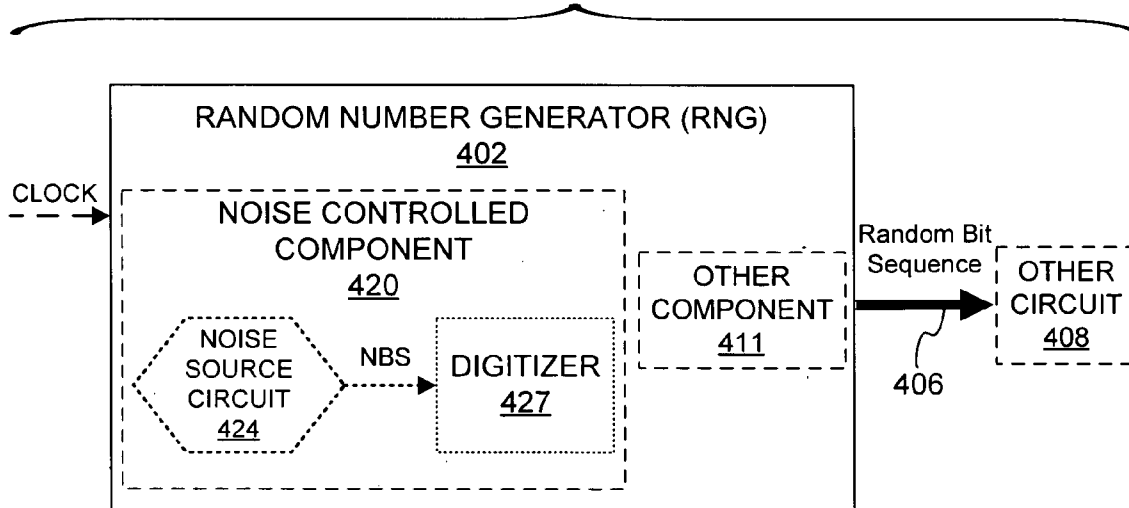 RANDOM NUMBER GENERATOR (RNG)
402
CLOCK
NOISE CONTROLLED
COMPONENT
420
NOISE
SOURCE
CIRCUIT
424
NBS
DIGITIZER
427
OTHER
COMPONENT
411
Random Bit
Sequence
406
OTHER
CIRCUIT
408